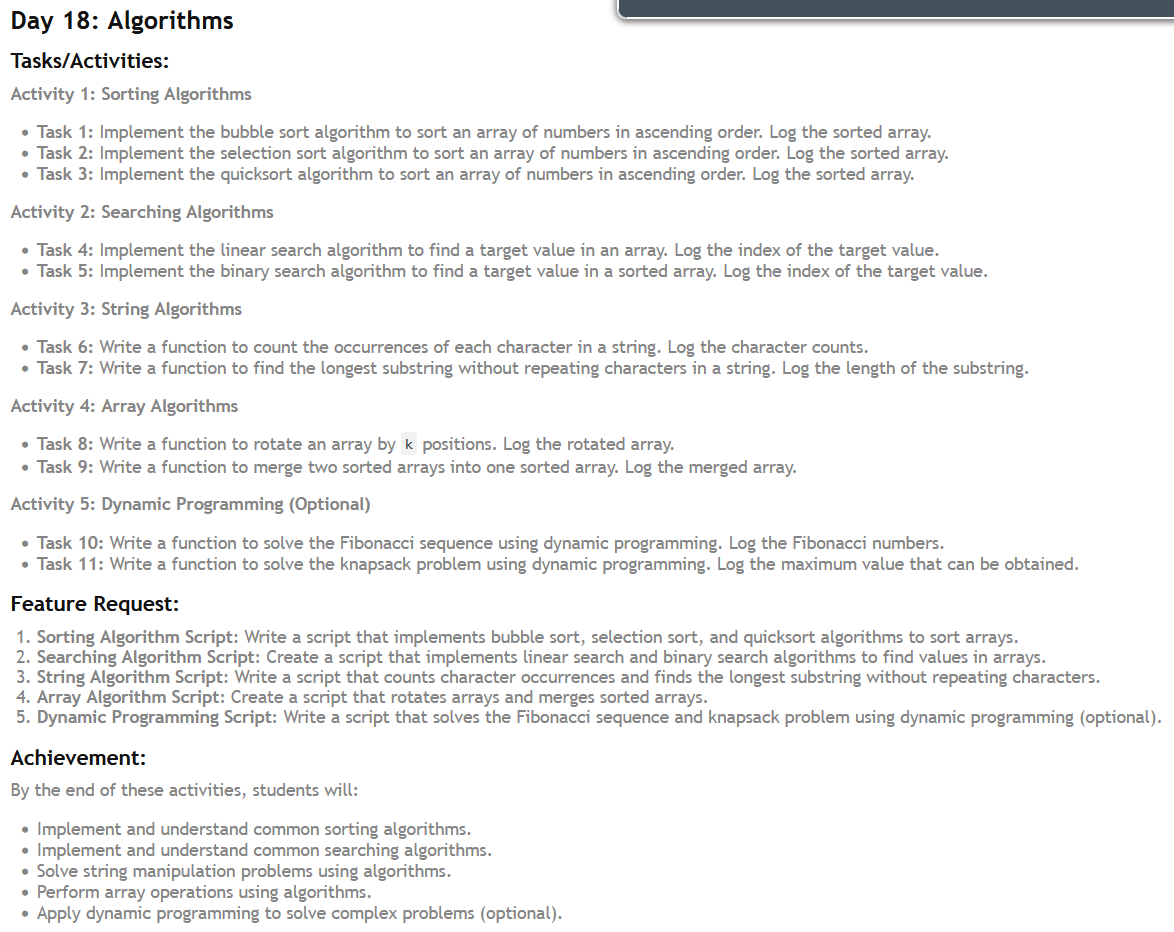 Day 18: Algorithms
Tasks/Activities:
Activity 1: Sorting Algorithms
• Task 1: Implement the bubble sort algorithm to sort an array of numbers in ascending order. Log the sorted array.
• Task 2: Implement the selection sort algorithm to sort an array of numbers in ascending order. Log the sorted array.
• Task 3: Implement the quicksort algorithm to sort an array of numbers in ascending order. Log the sorted array.
Activity 2: Searching Algorithms
• Task 4: Implement the linear search algorithm to find a target value in an array. Log the index of the target value.
• Task 5: Implement the binary search algorithm to find a target value in a sorted array. Log the index of the target value.
Activity 3: String Algorithms
• Task 6: Write a function to count the occurrences of each character in a string. Log the character counts.
• Task 7: Write a function to find the longest substring without repeating characters in a string. Log the length of the substring.
Activity 4: Array Algorithms
• Task 8: Write a function to rotate an array by k positions. Log the rotated array.
• Task 9: Write a function to merge two sorted arrays into one sorted array. Log the merged array.
Activity 5: Dynamic Programming (Optional)
• Task 10: Write a function to solve the Fibonacci sequence using dynamic programming. Log the Fibonacci numbers.
• Task 11: Write a function to solve the knapsack problem using dynamic programming. Log the maximum value that can be obtained.
Feature Request:
1. Sorting Algorithm Script: Write a script that implements bubble sort, selection sort, and quicksort algorithms to sort arrays.
2. Searching Algorithm Script: Create a script that implements linear search and binary search algorithms to find values in arrays.
3. String Algorithm Script: Write a script that counts character occurrences and finds the longest substring without repeating characters.
4. Array Algorithm Script: Create a script that rotates arrays and merges sorted arrays.
5. Dynamic Programming Script: Write a script that solves the Fibonacci sequence and knapsack problem using dynamic programming (optional).
Achievement:
By the end of these activities, students will:
• Implement and understand common sorting algorithms.
• Implement and understand common searching algorithms.
• Solve string manipulation problems using algorithms.
• Perform array operations using algorithms.
• Apply dynamic programming to solve complex problems (optional).